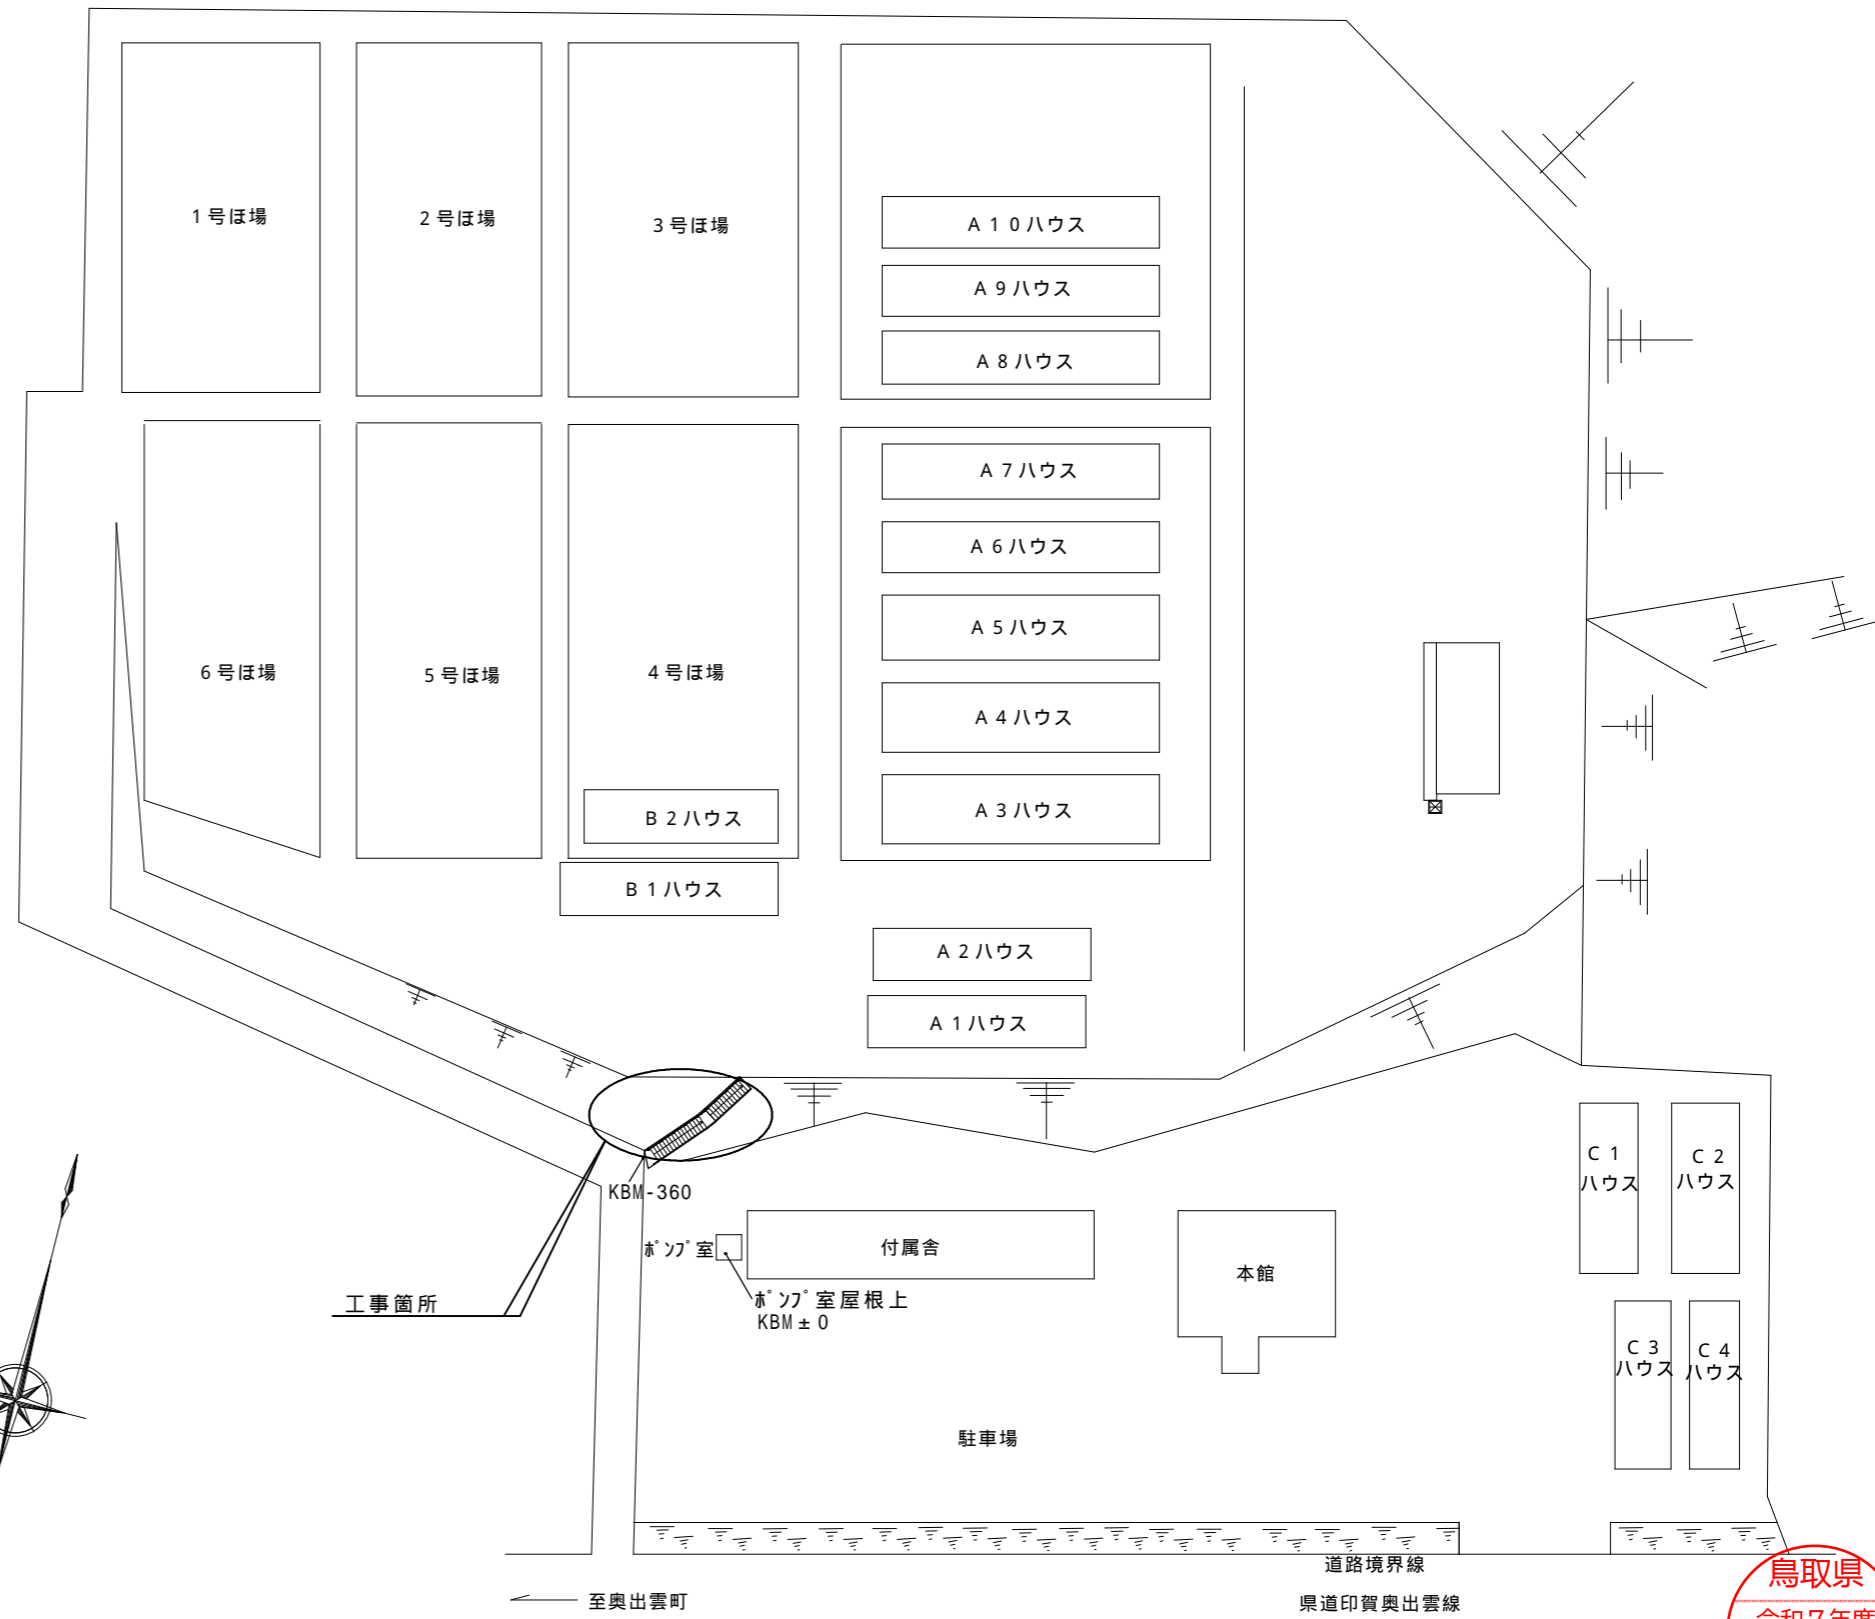 1号ほ場
2号ほ場
3号ほ場
A10ハウス
A9ハウス
A8ハウス
A7ハウス
A6ハウス
A5ハウス
A4ハウス
A3ハウス
6号ほ場
5号ほ場
4号ほ場
B2ハウス
B1ハウス
A2ハウス
A1ハウス
KBM-360
ﾎﾟﾝﾌﾟ室
付属舎
本館
C1
ハウス
C2
ハウス
工事箇所
ﾎﾟﾝﾌﾟ室屋根上
KBM±0
C3
ハウス
C4
ハウス
駐車場
道路境界線
至奥出雲町
県道印賀奥出雲線
鳥取県
令和7年度